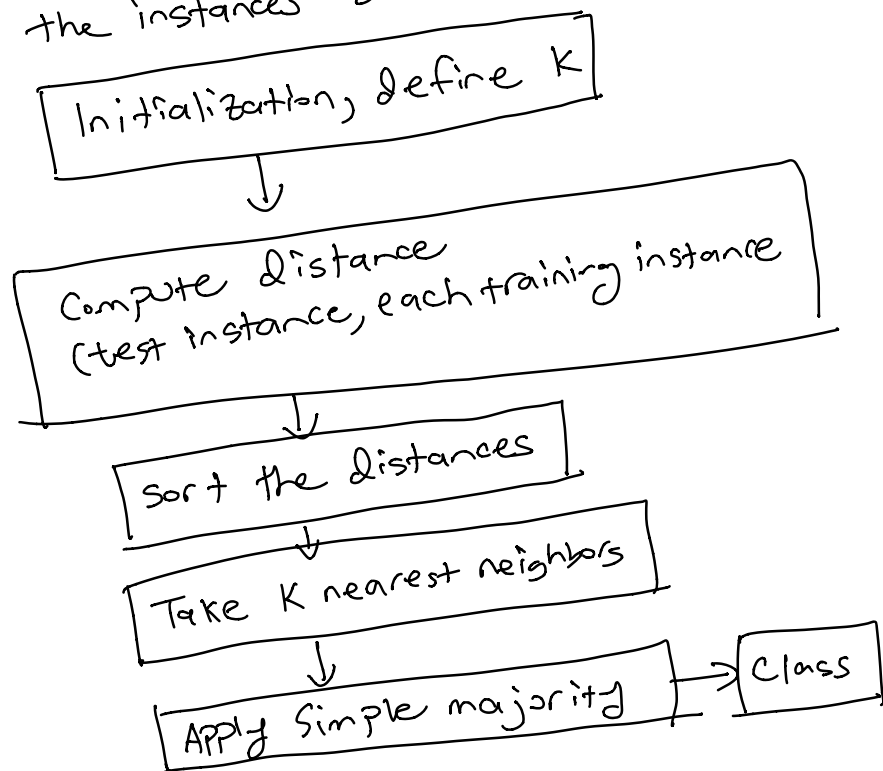 the instances
Initialization, define K
Compute distance
(test instance, each training instance
Sort the distances
Take K nearest neighbors
Apply Simple majority
Class